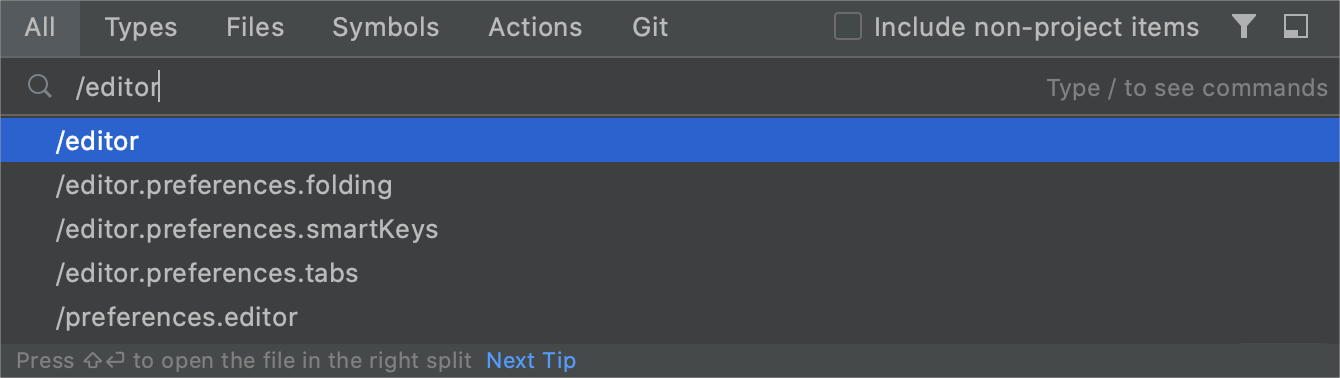 All Types Files Symbols Actions Git Include non-project items
/editor Type / to see commands
/editor
/editor.preferences.folding
/editor.preferences.smartKeys
/editor.preferences.tabs
/preferences.editor
Press ⇧⏎ to open the file in the right split Next Tip